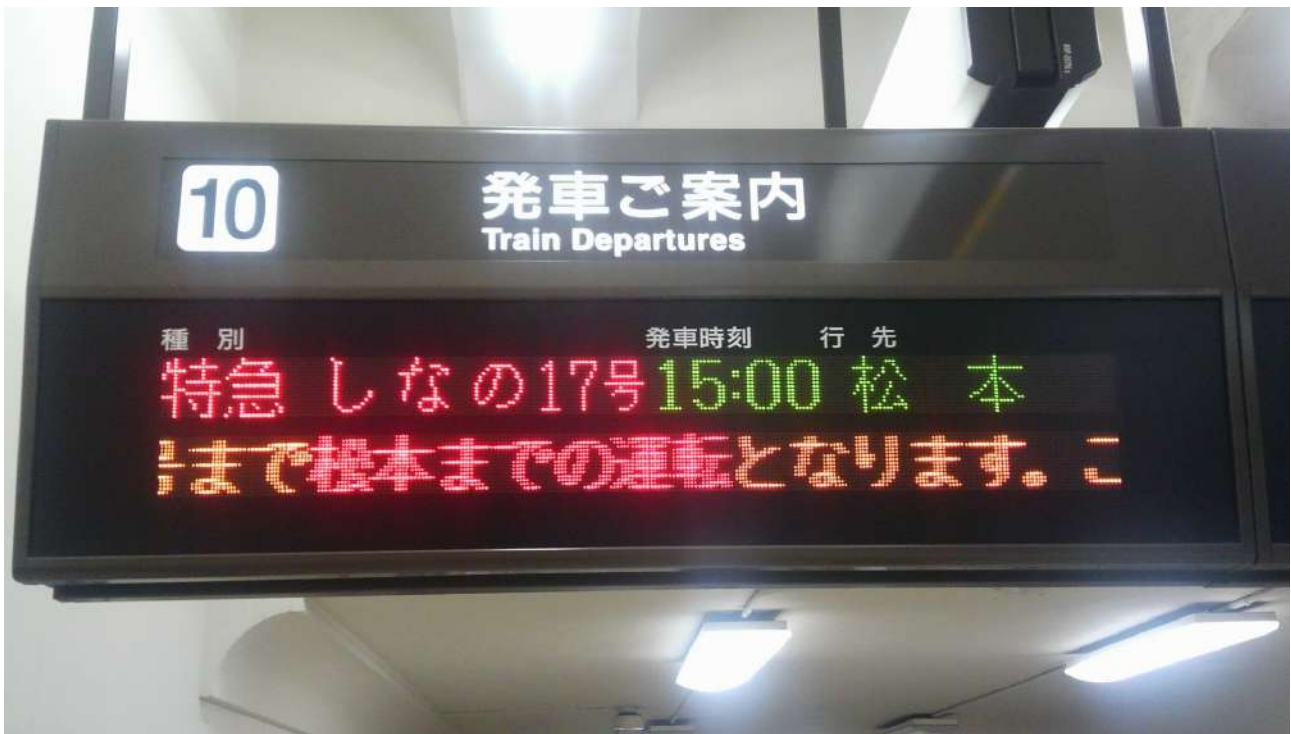 10
発車ご案内
Train Departures
種別 発車時刻 行先
特急 しなの17号 15:00 松本
号まで松本までの運転となります。こ